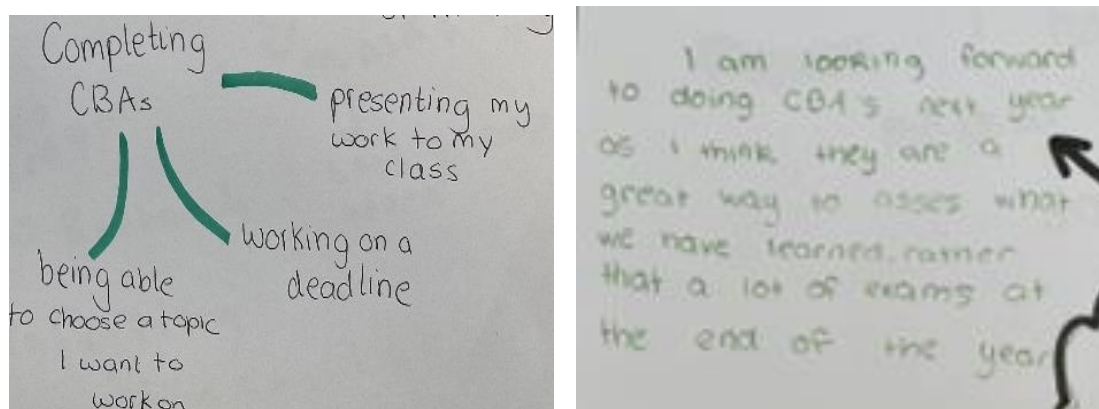 Completing
CBAs
presenting my
work to my
class
working on a
deadline
being able
to choose a topic
I want to
work on
I am looking forward
to doing CBA's next year
as I think they are a
great way to asses what
we have learned, rather
that a lot of exams at
the end of the year